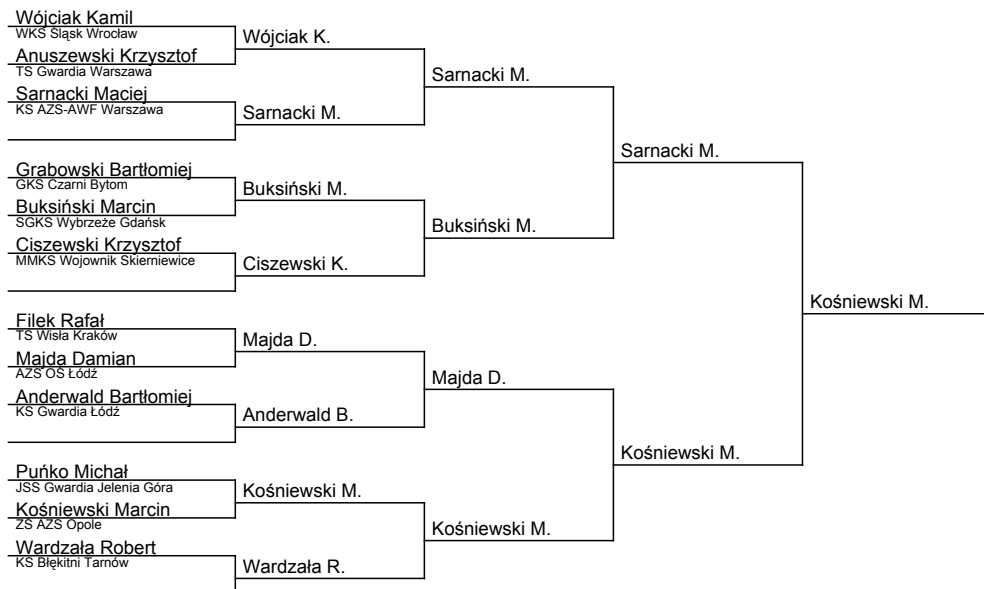 Wójciak Kamil
WKS Śląsk Wrocław
Wójciak K.
Anuszewski Krzysztof
TS Gwardia Warszawa
Sarnacki M.
Sarnacki Maciej
KS AZS-AWF Warszawa
Sarnacki M.
Sarnacki M.
Grabowski Bartłomiej
GKS Czarni Bytom
Buksiński M.
Buksiński Marcin
SGKS Wybrzeże Gdańsk
Buksiński M.
Ciszewski Krzysztof
MMKS Wojownik Skierniewice
Ciszewski K.
Kośniewski M.
Filek Rafał
TS Wisła Kraków
Majda D.
Majda Damian
AZS OŚ Łódź
Majda D.
Anderwald Bartłomiej
KS Gwardia Łódź
Anderwald B.
Kośniewski M.
Puńko Michał
JSS Gwardia Jelenia Góra
Kośniewski M.
Kośniewski Marcin
ZS AZS Opole
Kośniewski M.
Wardzała Robert
KS Błękitni Tarnów
Wardzała R.